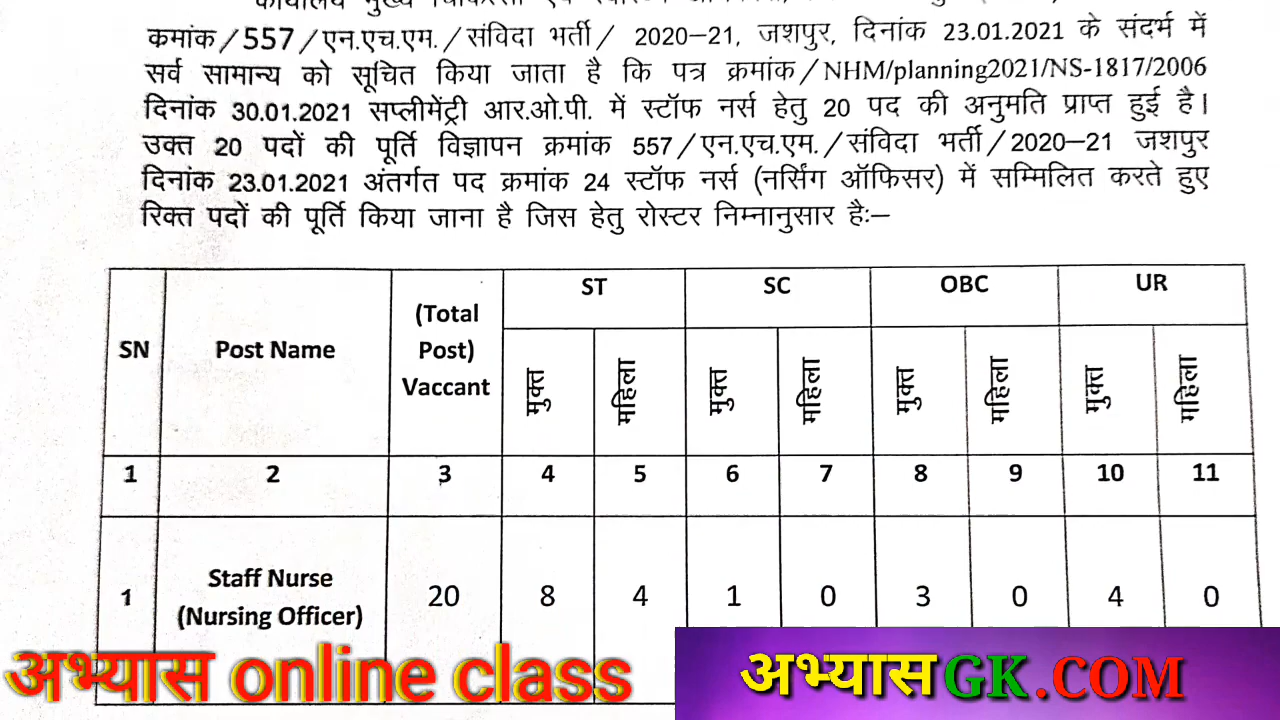 कमांक/557/एन.एच.एम./संविदा भर्ती/ 2020–21, जशपुर, दिनांक 23.01.2021 के संदर्भ में
सर्व सामान्य को सूचित किया जाता है कि पत्र क्रमांक/NHM/planning2021/NS-1817/2006
दिनांक 30.01.2021 सप्लीमेंट्री आर.ओ.पी. में स्टॉफ नर्स हेतु 20 पद की अनुमति प्राप्त हुई है।
उक्त 20 पदों की पूर्ति विज्ञापन क्रमांक 557/एन.एच.एम./संविदा भर्ती/2020–21 जशपुर
दिनांक 23.01.2021 अंतर्गत पद क्रमांक 24 स्टॉफ नर्स (नर्सिंग ऑफिसर) में सम्मिलित करते हुए
रिक्त पदों की पूर्ति किया जाना है जिस हेतु रोस्टर निम्नानुसार हैः–
SN Post Name (Total Post) Vaccant ST SC OBC UR
मुक्त महिला मुक्त महिला मुक्त महिला मुक्त महिला
1 2 3 4 5 6 7 8 9 10 11
1 Staff Nurse (Nursing Officer) 20 8 4 1 0 3 0 4 0
अभ्यास online class
अभ्यासGK.COM